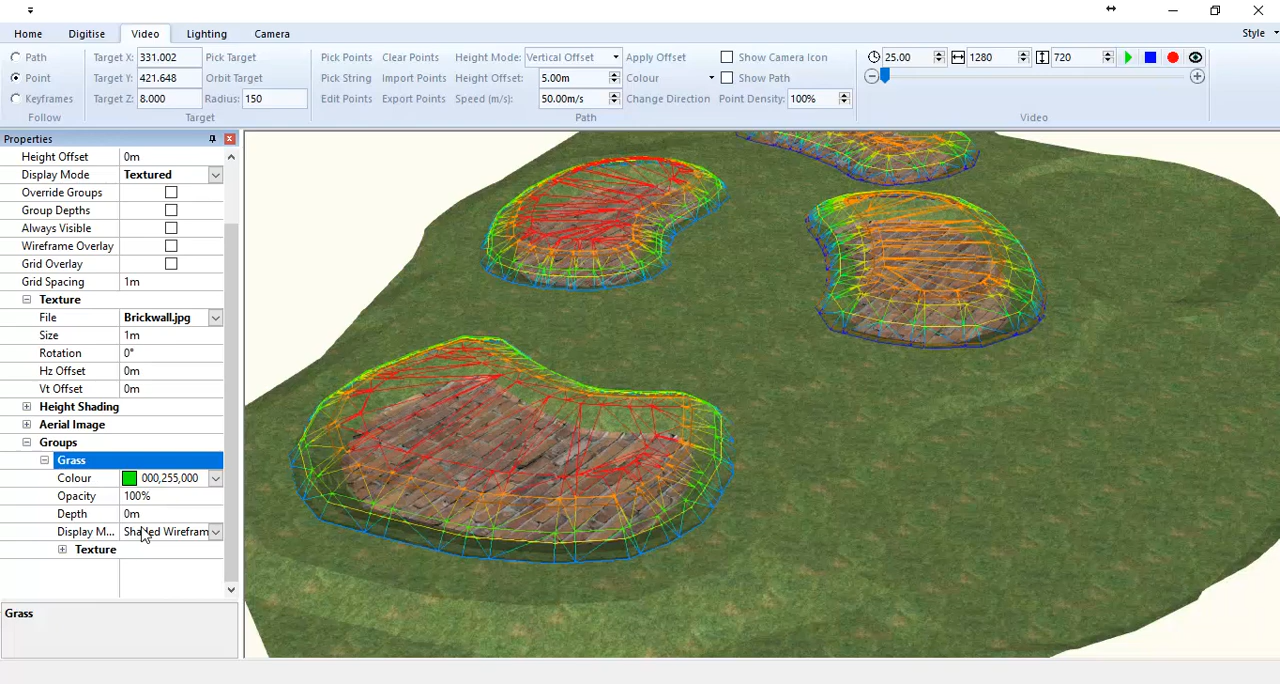 Home Digitise Video Lighting Camera Style
Path Target X: 331.002 Pick Target Pick Points Clear Points Height Mode: Vertical Offset Apply Offset Show Camera Icon 25.00 1280 720
Point Target Y: 421.648 Orbit Target Pick String Import Points Height Offset: 5.00m Colour Show Path
Keyframes Target Z: 8.000 Radius: 150 Edit Points Export Points Speed (m/s): 50.00m/s Change Direction Point Density: 100%
Follow Target Path Video
Properties
Height Offset 0m
Display Mode Textured
Override Groups
Group Depths
Always Visible
Wireframe Overlay
Grid Overlay
Grid Spacing 1m
Texture
File Brickwall.jpg
Size 1m
Rotation 0°
Hz Offset 0m
Vt Offset 0m
Height Shading
Aerial Image
Groups
Grass
Colour 000,255,000
Opacity 100%
Depth 0m
Display M... Shaded Wirefram
Texture
Grass